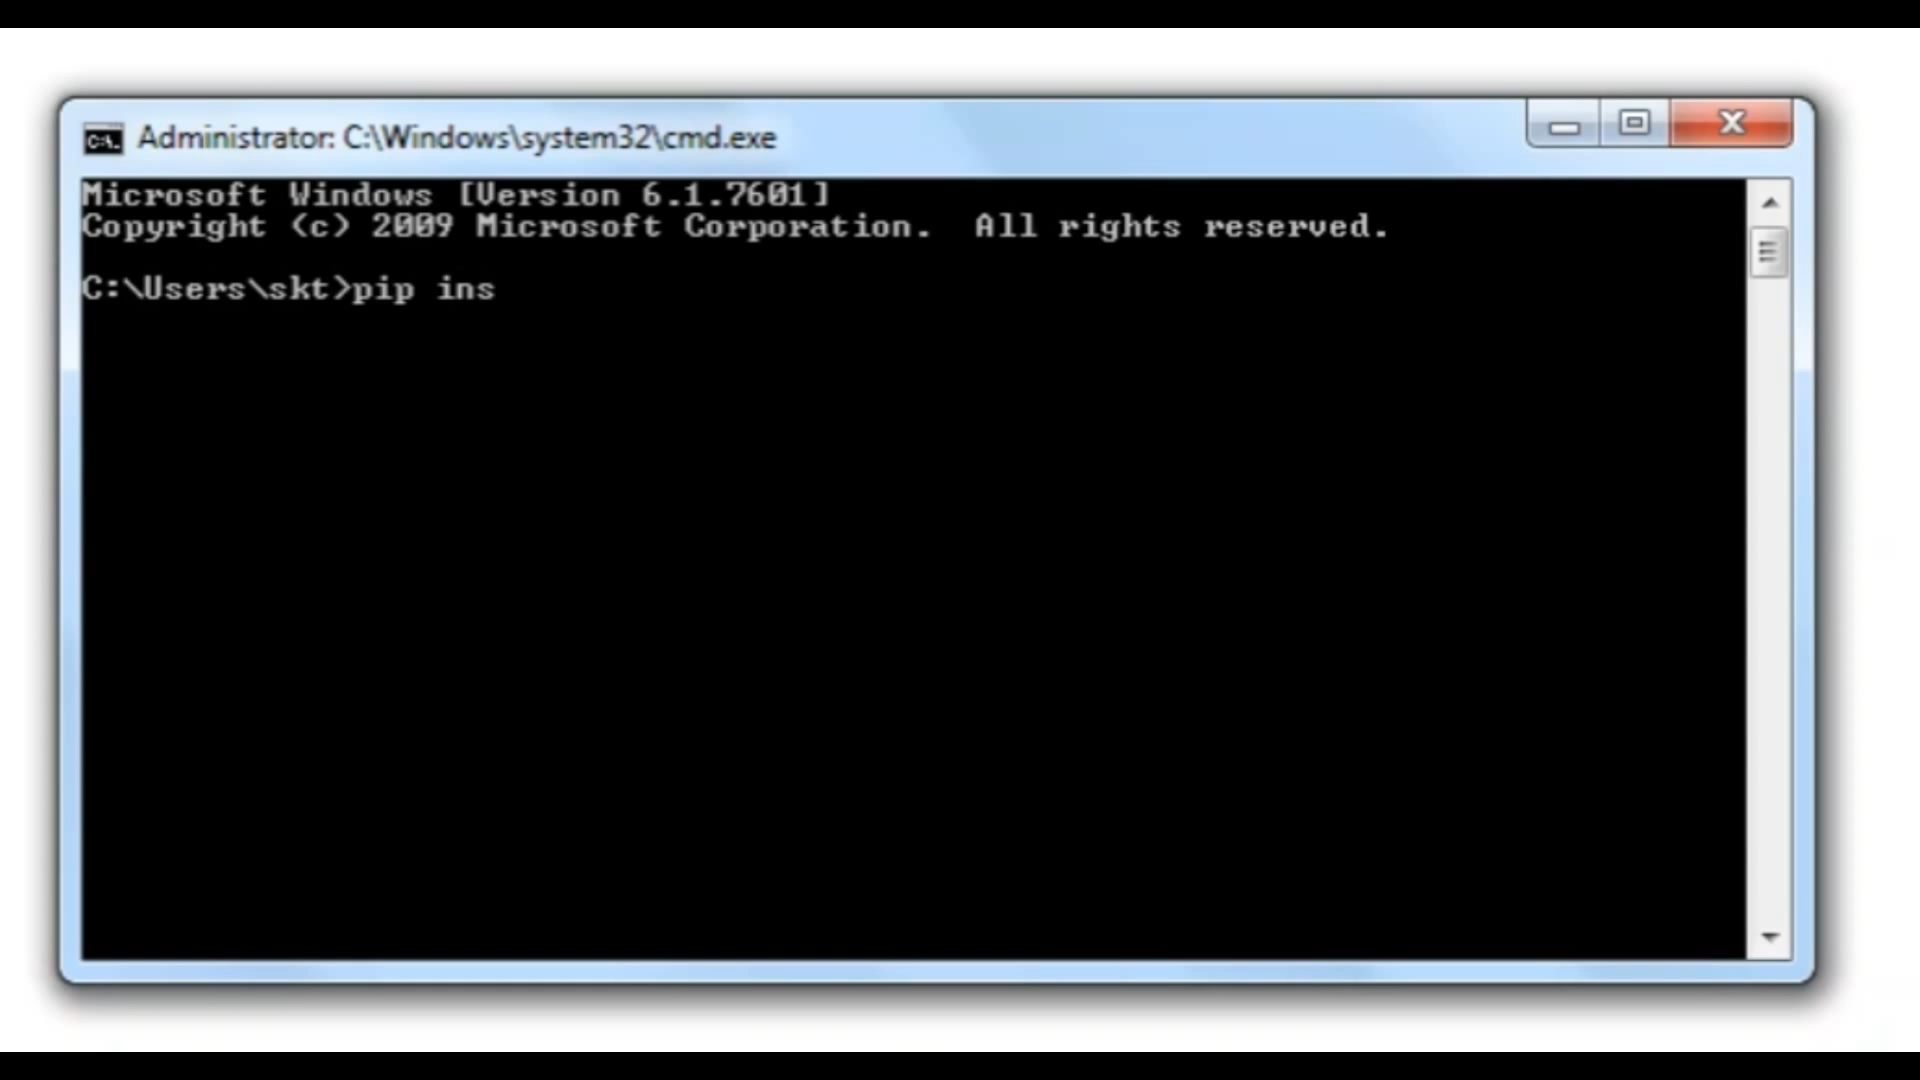 Administrator: C:\Windows\system32\cmd.exe
Microsoft Windows [Version 6.1.7601]
Copyright (c) 2009 Microsoft Corporation.  All rights reserved.
C:\Users\skt>pip ins